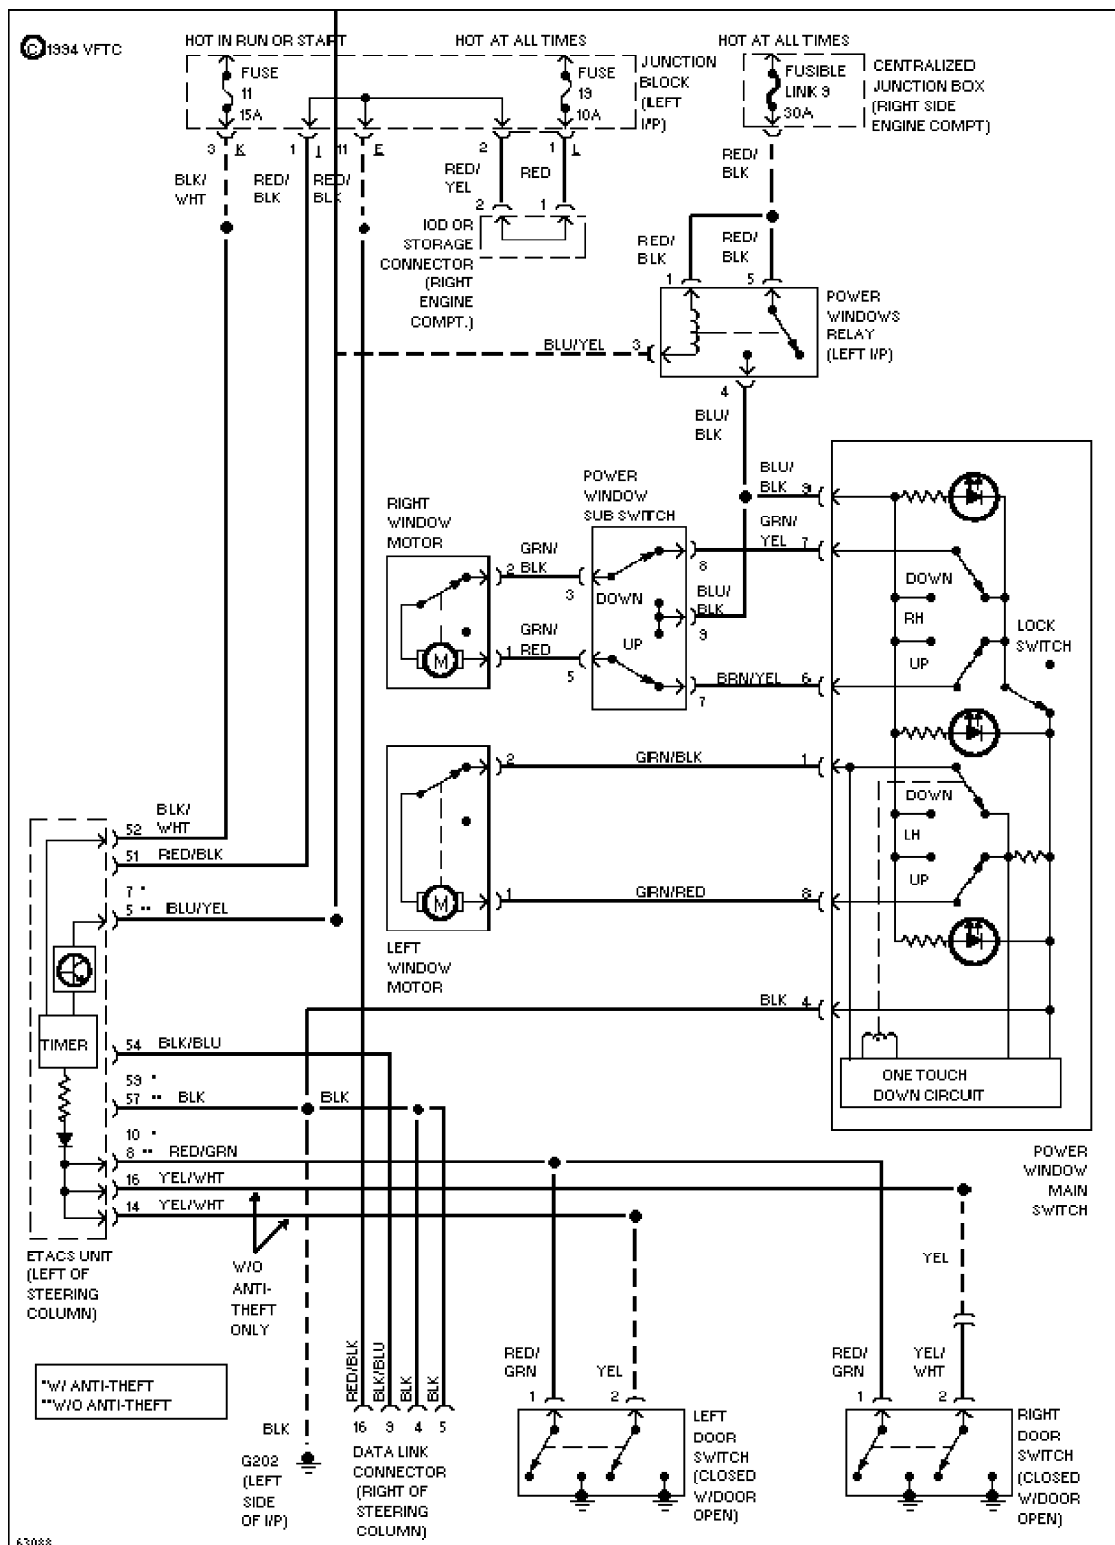 © 1994 VFTC
HOT IN RUN OR START
HOT AT ALL TIMES
HOT AT ALL TIMES
FUSE
11
15A
FUSE
19
10A
JUNCTION
BLOCK
(LEFT
I/P)
FUSIBLE
LINK 9
30A
CENTRALIZED
JUNCTION BOX
(RIGHT SIDE
ENGINE COMPT)
3 K
1 I
11 E
2
1 L
BLK/
WHT
RED/
BLK
RED/
BLK
RED/
YEL
RED
RED/
BLK
2
1
IOD OR
STORAGE
CONNECTOR
(RIGHT
ENGINE
COMPT.)
RED/
BLK
RED/
BLK
1
5
POWER
WINDOWS
RELAY
(LEFT I/P)
BLU/YEL
3
4
BLU/
BLK
RIGHT
WINDOW
MOTOR
POWER
WINDOW
SUB SWITCH
BLU/
BLK
9
GRN/
YEL
7
GRN/
BLK
2
3
DOWN
8
BLU/
BLK
9
DOWN
RH
UP
LOCK
SWITCH
M
GRN/
RED
1
5
UP
7
BRN/YEL
6
2
GRN/BLK
1
DOWN
LH
UP
M
1
GRN/RED
8
LEFT
WINDOW
MOTOR
BLK/
WHT
52
51
RED/BLK
7 *
5 **
BLU/YEL
BLK
4
TIMER
54
BLK/BLU
59 *
57 **
BLK
BLK
ONE TOUCH
DOWN CIRCUIT
10 *
8 **
RED/GRN
16
YEL/WHT
14
YEL/WHT
POWER
WINDOW
MAIN
SWITCH
ETACS UNIT
(LEFT OF
STEERING
COLUMN)
W/O
ANTI-
THEFT
ONLY
YEL
*W/ ANTI-THEFT
**W/O ANTI-THEFT
RED/BLK
BLK/BLU
BLK
BLK
RED/
GRN
YEL
RED/
GRN
YEL/
WHT
1
2
1
2
BLK
G202
(LEFT
SIDE
OF I/P)
16 9 4 5
DATA LINK
CONNECTOR
(RIGHT OF
STEERING
COLUMN)
LEFT
DOOR
SWITCH
(CLOSED
W/DOOR
OPEN)
RIGHT
DOOR
SWITCH
(CLOSED
W/DOOR
OPEN)
63088